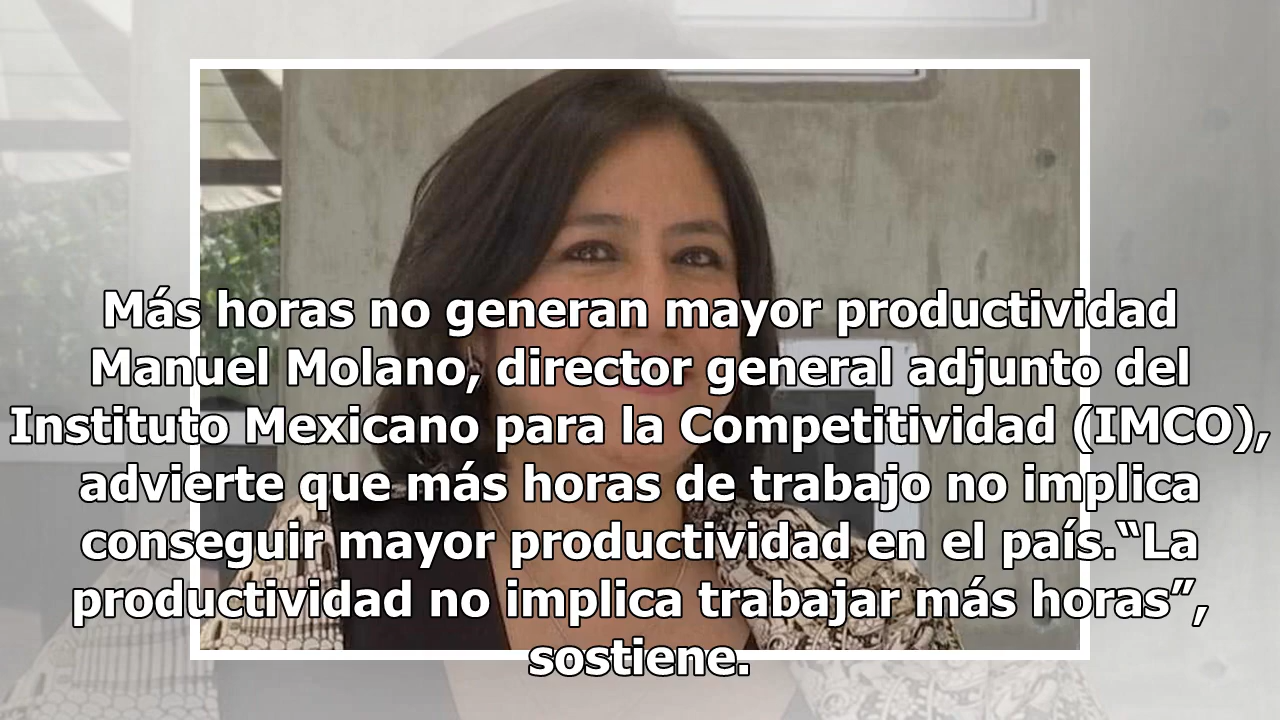 Más horas no generan mayor productividad
Manuel Molano, director general adjunto del
Instituto Mexicano para la Competitividad (IMCO),
advierte que más horas de trabajo no implica
conseguir mayor productividad en el país.“La
productividad no implica trabajar más horas”,
sostiene.